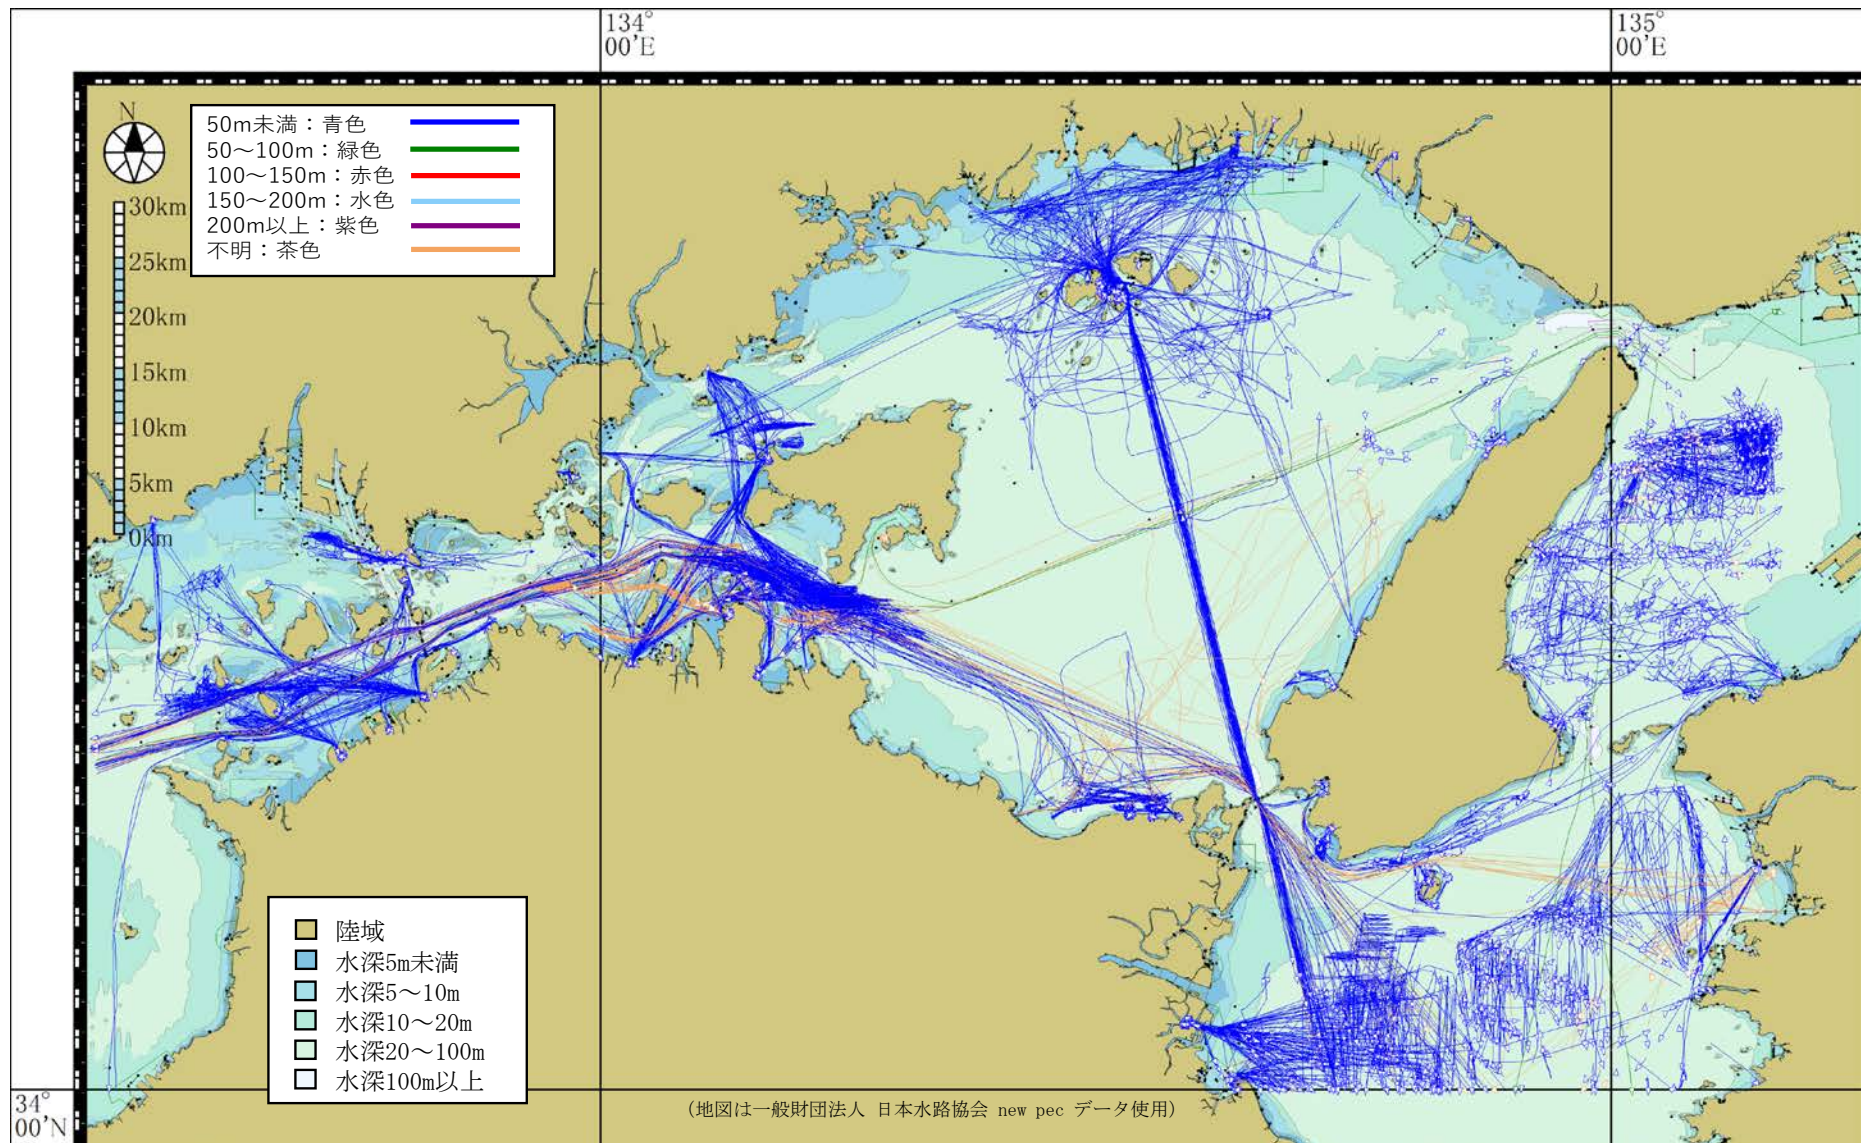 134°
00'E
135°
00'E
N
50m未満：青色
50～100m：緑色
100～150m：赤色
150～200m：水色
200m以上：紫色
不明：茶色
30km
25km
20km
15km
10km
5km
0km
陸域
水深5m未満
水深5～10m
水深10～20m
水深20～100m
水深100m以上
34°
00'N
(地図は一般財団法人 日本水路協会 new pec データ使用)